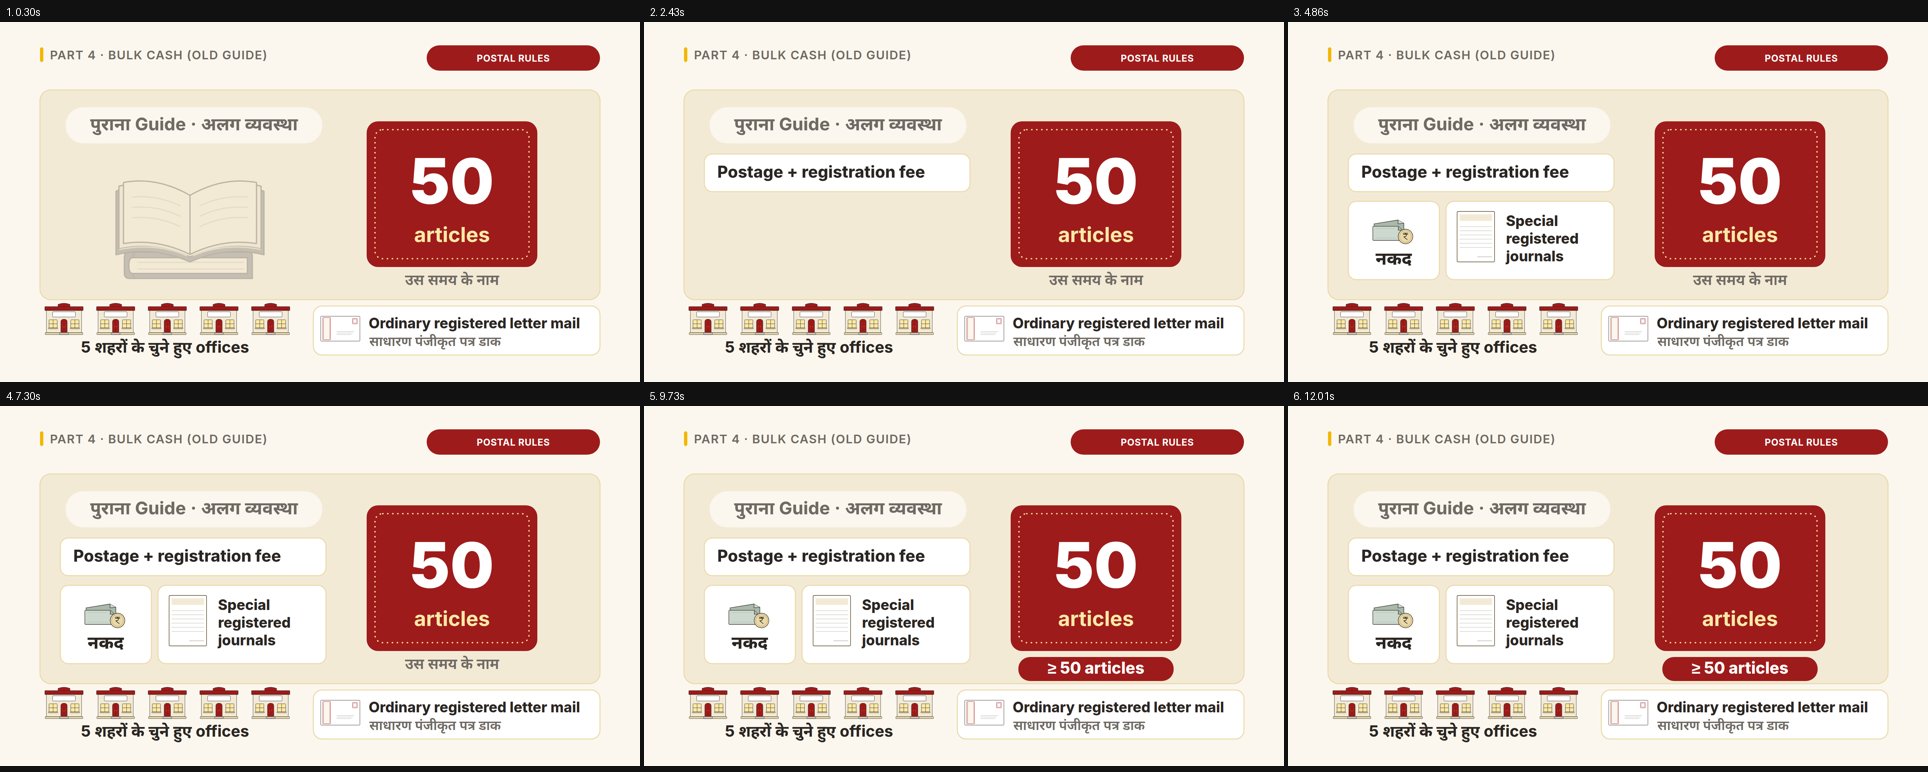 1. 0.30s
PART 4 · BULK CASH (OLD GUIDE)
POSTAL RULES
पुराना Guide · अलग व्यवस्था
50
articles
उस समय के नाम
5 शहरों के चुने हुए offices
Ordinary registered letter mail
साधारण पंजीकृत पत्र डाक
2. 2.43s
PART 4 · BULK CASH (OLD GUIDE)
POSTAL RULES
पुराना Guide · अलग व्यवस्था
Postage + registration fee
50
articles
उस समय के नाम
5 शहरों के चुने हुए offices
Ordinary registered letter mail
साधारण पंजीकृत पत्र डाक
3. 4.86s
PART 4 · BULK CASH (OLD GUIDE)
POSTAL RULES
पुराना Guide · अलग व्यवस्था
Postage + registration fee
₹
नकद
Special
registered
journals
50
articles
उस समय के नाम
5 शहरों के चुने हुए offices
Ordinary registered letter mail
साधारण पंजीकृत पत्र डाक
4. 7.30s
PART 4 · BULK CASH (OLD GUIDE)
POSTAL RULES
पुराना Guide · अलग व्यवस्था
Postage + registration fee
₹
नकद
Special
registered
journals
50
articles
उस समय के नाम
5 शहरों के चुने हुए offices
Ordinary registered letter mail
साधारण पंजीकृत पत्र डाक
5. 9.73s
PART 4 · BULK CASH (OLD GUIDE)
POSTAL RULES
पुराना Guide · अलग व्यवस्था
Postage + registration fee
₹
नकद
Special
registered
journals
50
articles
≥ 50 articles
5 शहरों के चुने हुए offices
Ordinary registered letter mail
साधारण पंजीकृत पत्र डाक
6. 12.01s
PART 4 · BULK CASH (OLD GUIDE)
POSTAL RULES
पुराना Guide · अलग व्यवस्था
Postage + registration fee
₹
नकद
Special
registered
journals
50
articles
≥ 50 articles
5 शहरों के चुने हुए offices
Ordinary registered letter mail
साधारण पंजीकृत पत्र डाक